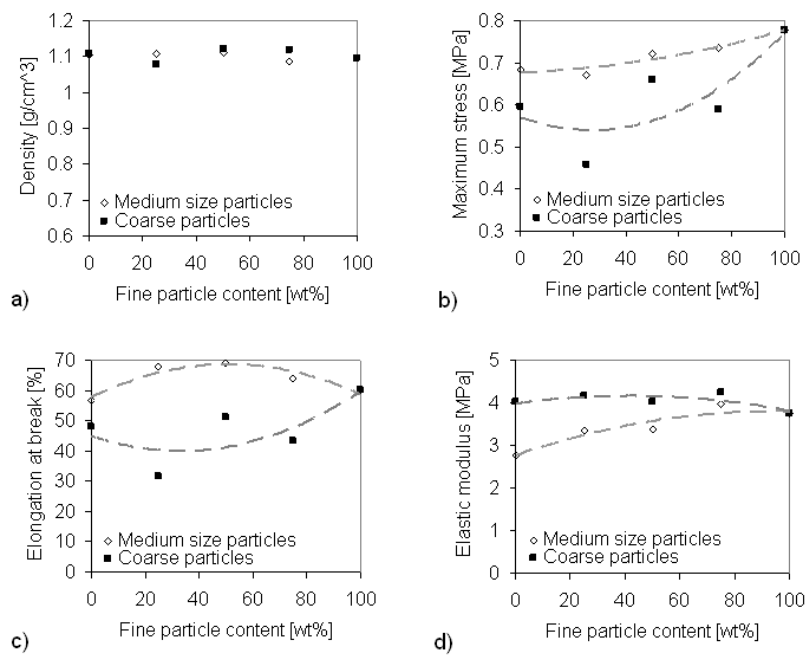 1.2
1.1
1
0.9
0.8
0.7
0.6
Density [g/cm^3]
Medium size particles
Coarse particles
0 20 40 60 80 100
Fine particle content [wt%]
a)
0.8
0.7
0.6
0.5
0.4
0.3
Maximum stress [MPa]
Medium size particles
Coarse particles
0 20 40 60 80 100
Fine particle content [wt%]
b)
70
60
50
40
30
20
10
0
Elongation at break [%]
Medium size particles
Coarse particles
0 20 40 60 80 100
Fine particle content [wt%]
c)
5
4
3
2
1
0
Elastic modulus [MPa]
Medium size particles
Coarse particles
0 20 40 60 80 100
Fine particle content [wt%]
d)